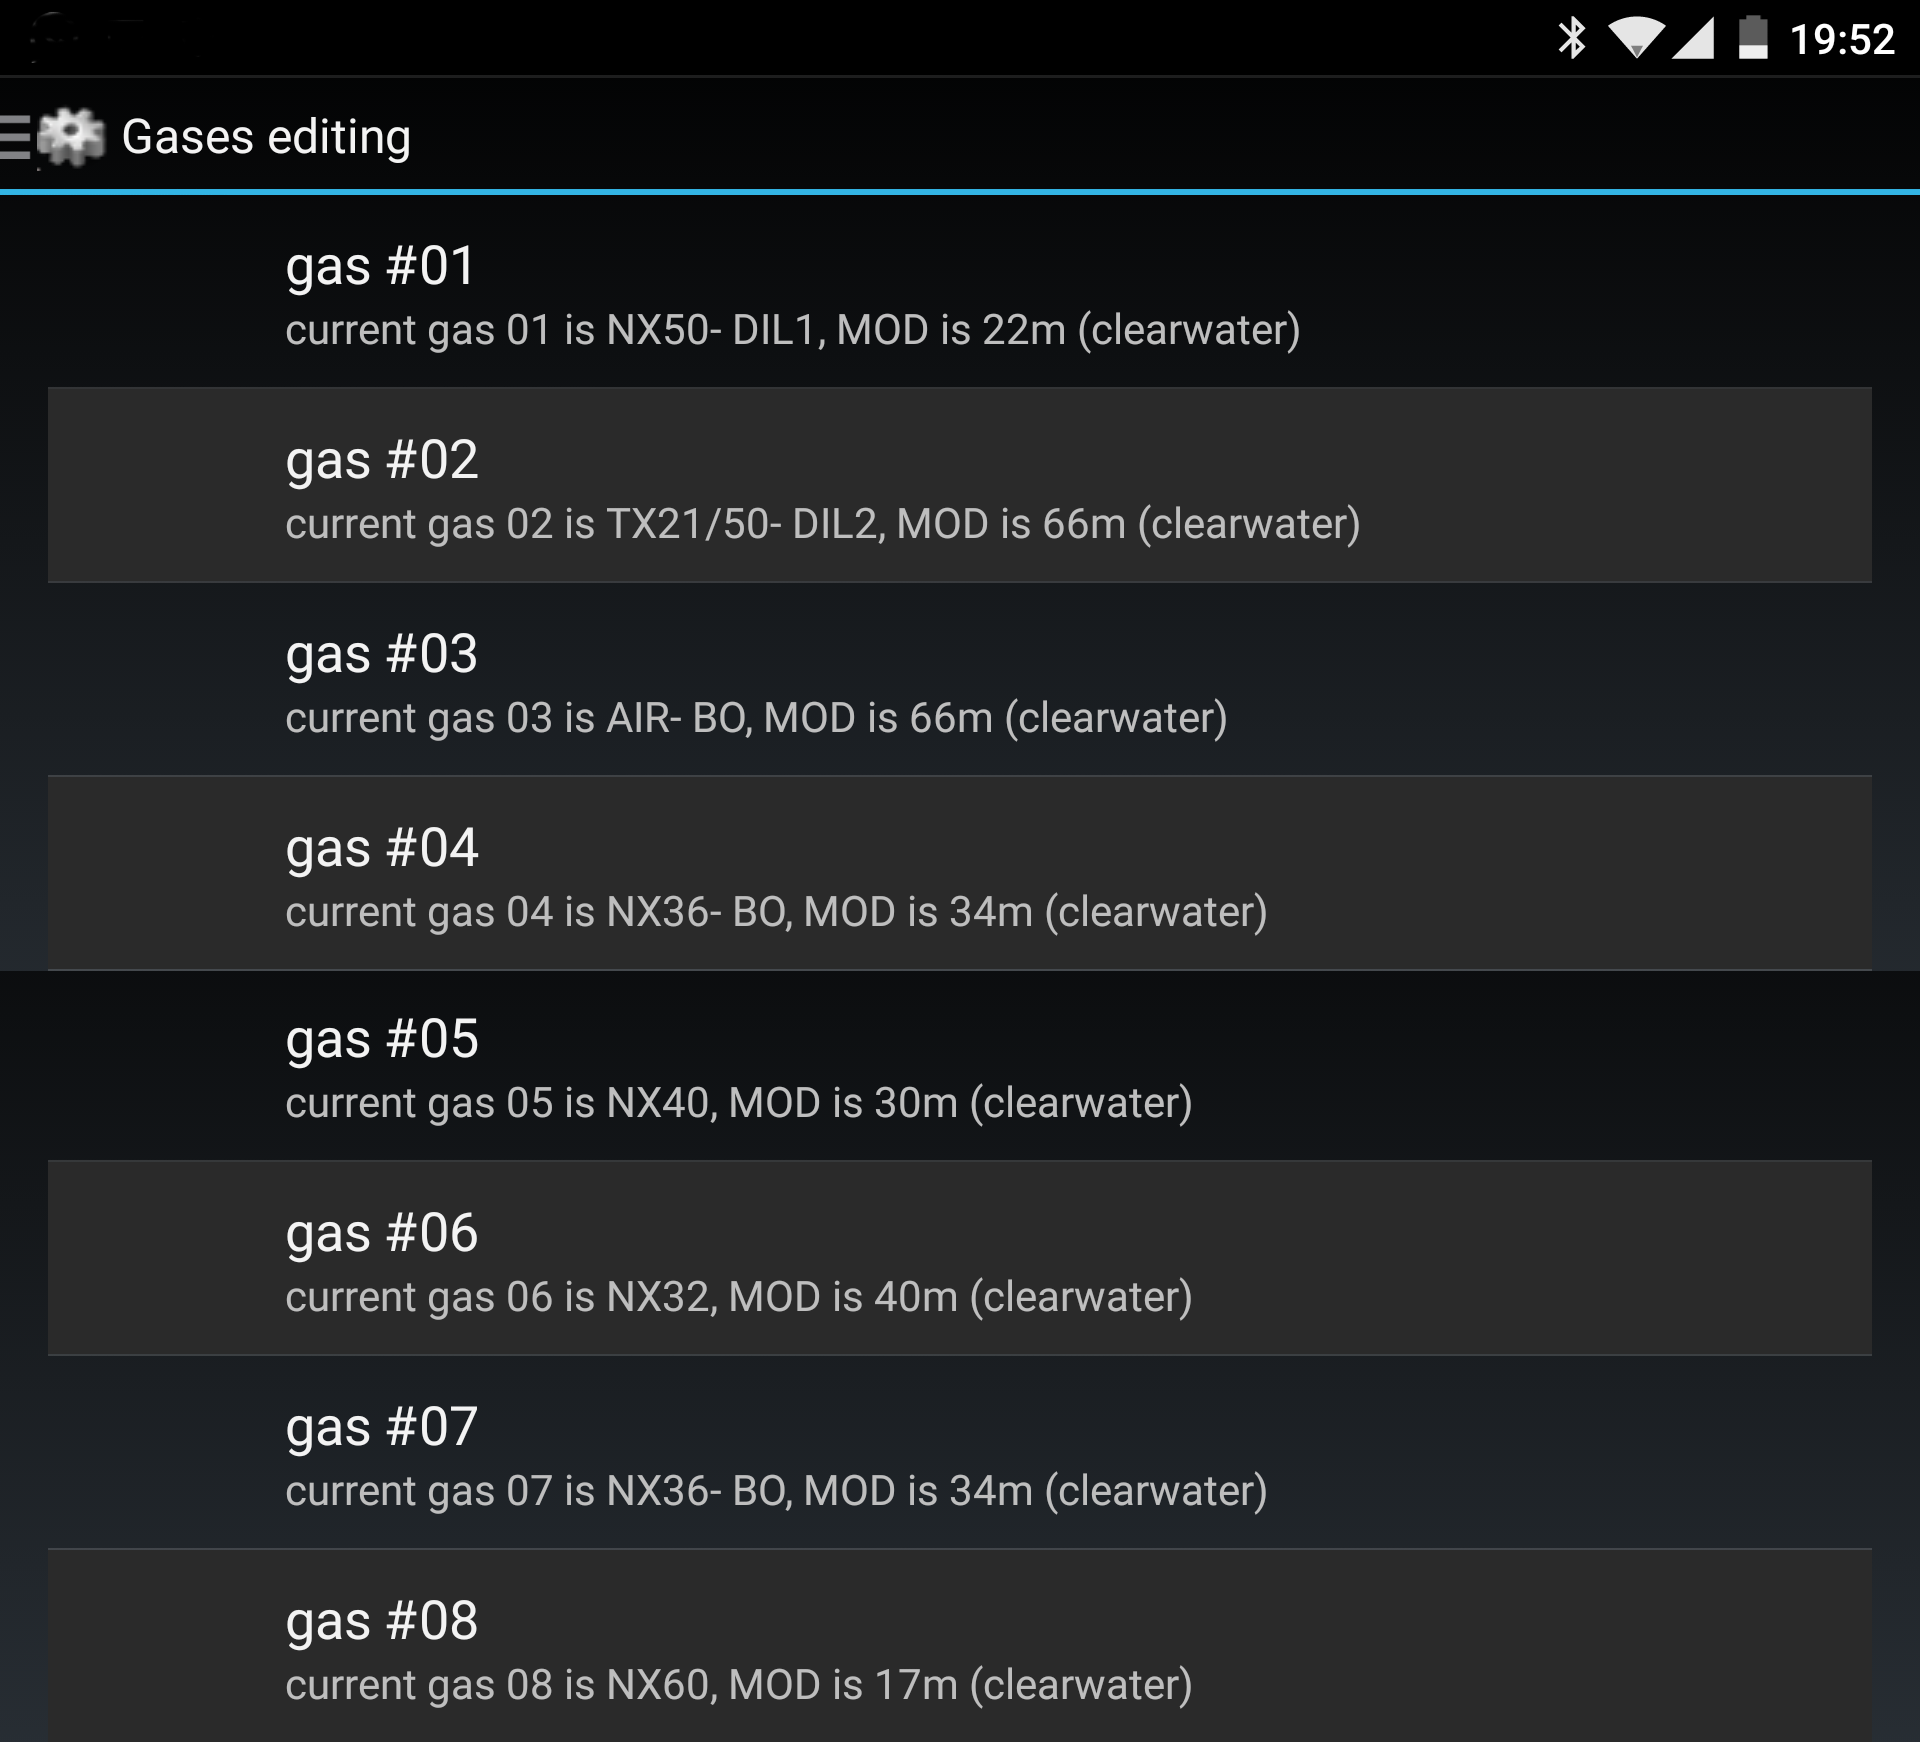 19:52
Gases editing
gas #01
current gas 01 is NX50- DIL1, MOD is 22m (clearwater)
gas #02
current gas 02 is TX21/50- DIL2, MOD is 66m (clearwater)
gas #03
current gas 03 is AIR- BO, MOD is 66m (clearwater)
gas #04
current gas 04 is NX36- BO, MOD is 34m (clearwater)
gas #05
current gas 05 is NX40, MOD is 30m (clearwater)
gas #06
current gas 06 is NX32, MOD is 40m (clearwater)
gas #07
current gas 07 is NX36- BO, MOD is 34m (clearwater)
gas #08
current gas 08 is NX60, MOD is 17m (clearwater)